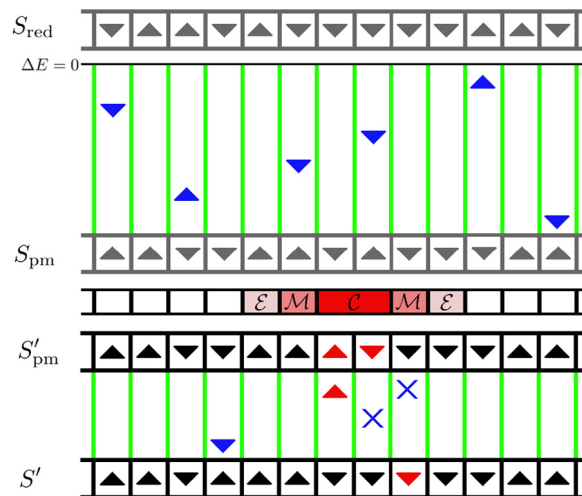 S_red
ΔE = 0
S_pm
ℰ ℳ 𝒞 ℳ ℰ
S′_pm
S′